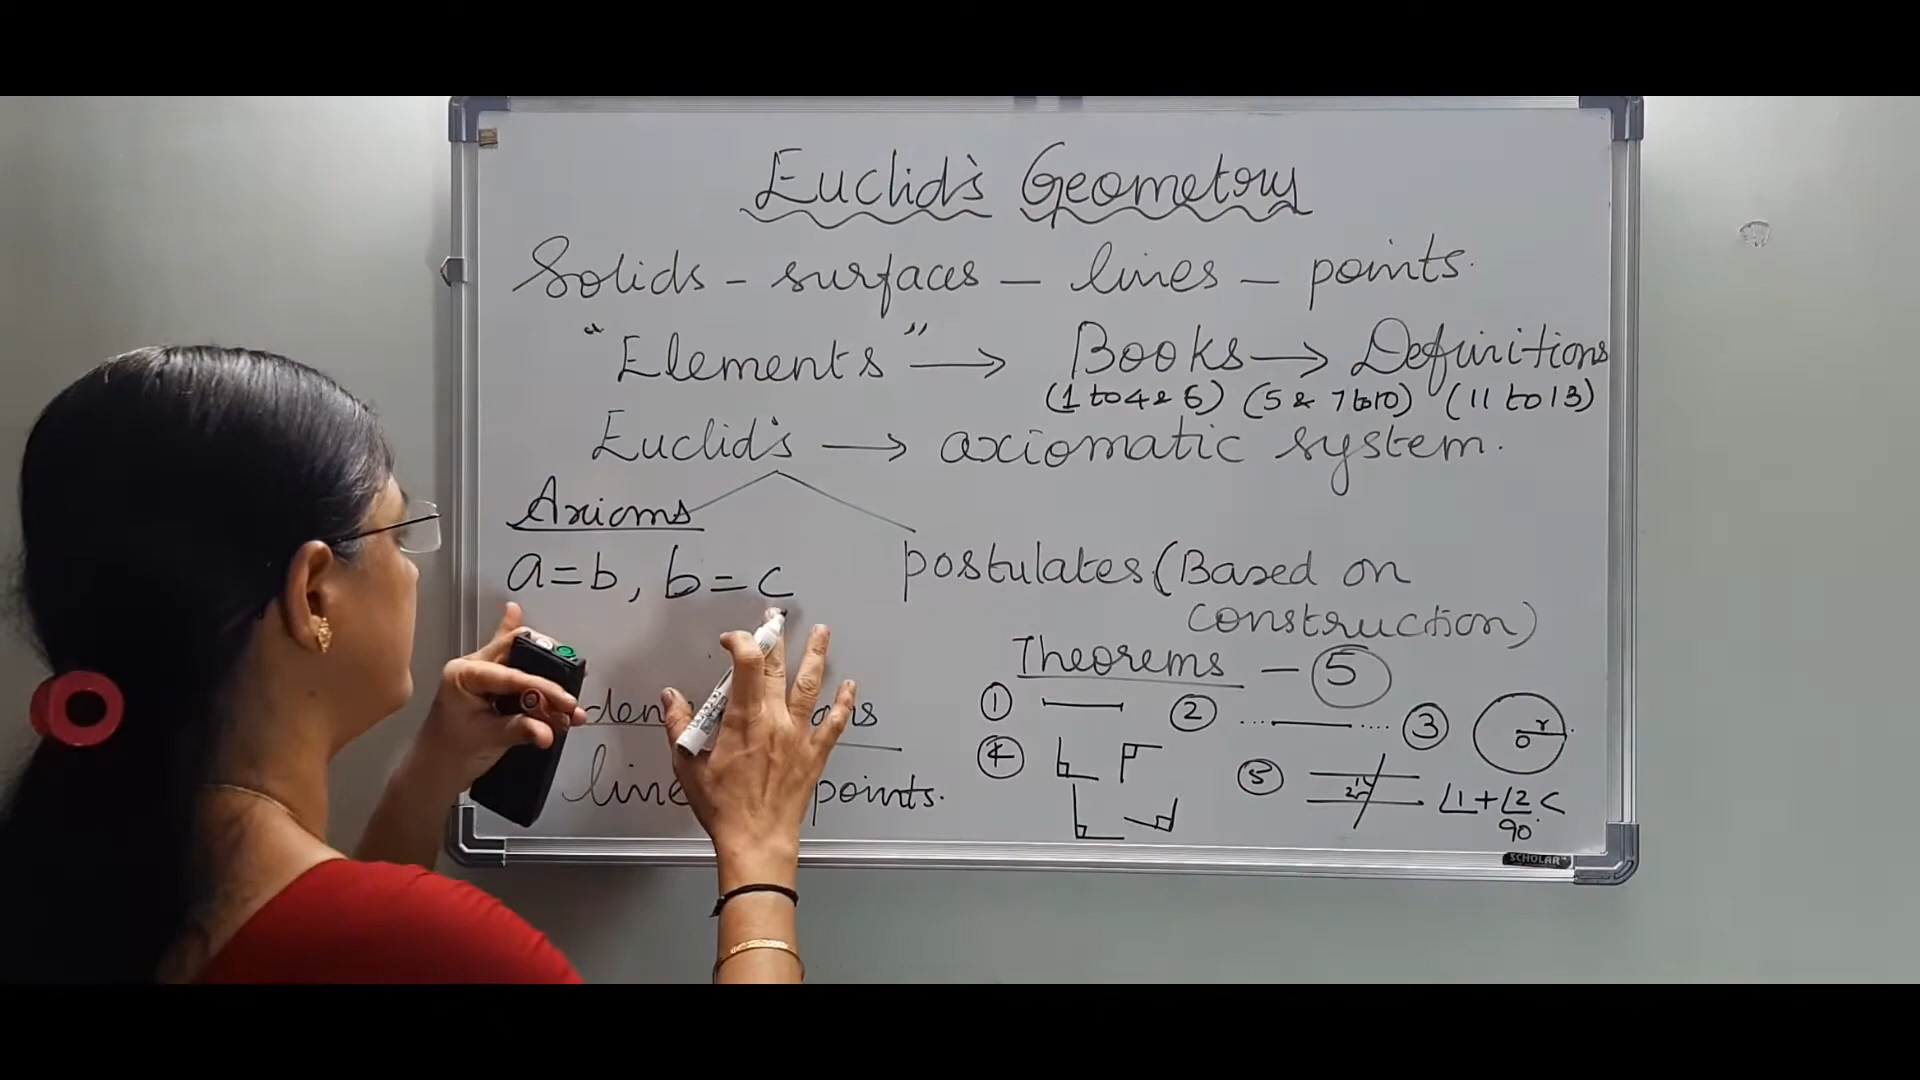 Euclid's Geometry
Solids - surfaces - lines - points.
"Elements" → Books → Definitions
(1 to 4 & 6) (5 & 7 to 10) (11 to 13)
Euclid's → axiomatic system.
Axioms
a = b, b = c
postulates (Based on
construction)
Theorems - 5
1 2 3 r O
4 5 1 2 ∠1 + ∠2 <
90°
points.
SCHOLAR